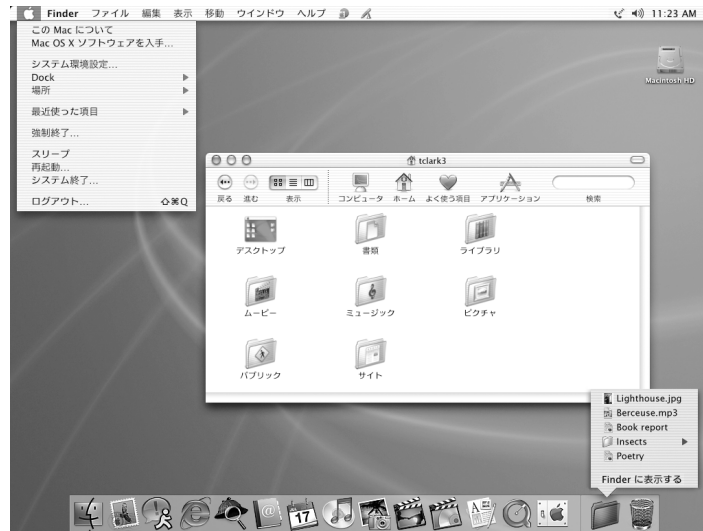 Finder ファイル 編集 表示 移動 ウインドウ ヘルプ 11:23 AM
この Mac について
Mac OS X ソフトウェアを入手...
システム環境設定...
Dock
場所
最近使った項目
強制終了...
スリープ
再起動...
システム終了...
ログアウト... ⇧⌘Q
Macintosh HD
tclark3
戻る 進む 表示 コンピュータ ホーム よく使う項目 アプリケーション 検索
デスクトップ 書類 ライブラリ
ムービー ミュージック ピクチャ
パブリック サイト
Lighthouse.jpg
Berceuse.mp3
Book report
Insects
Poetry
Finder に表示する
17